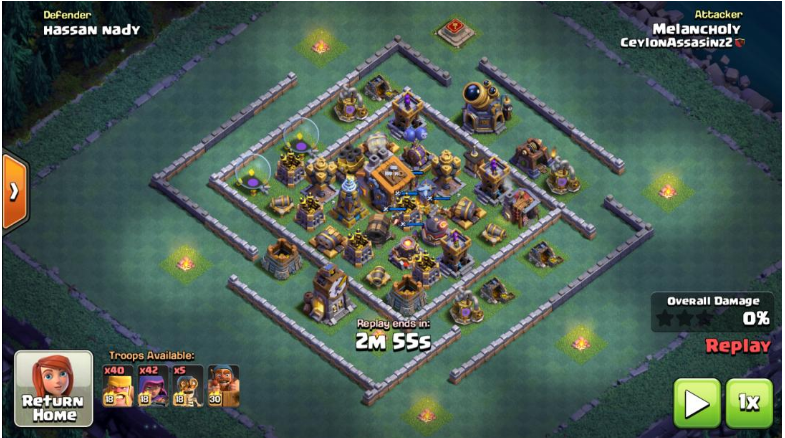 Defender
Hassan nady
Attacker
Melancholy
CeylonAssasinz2
Overall Damage
0%
Replay
Replay ends in:
2M 55s
Troops Available:
x40
x42
x5
18
18
18
30
Return
Home
1x